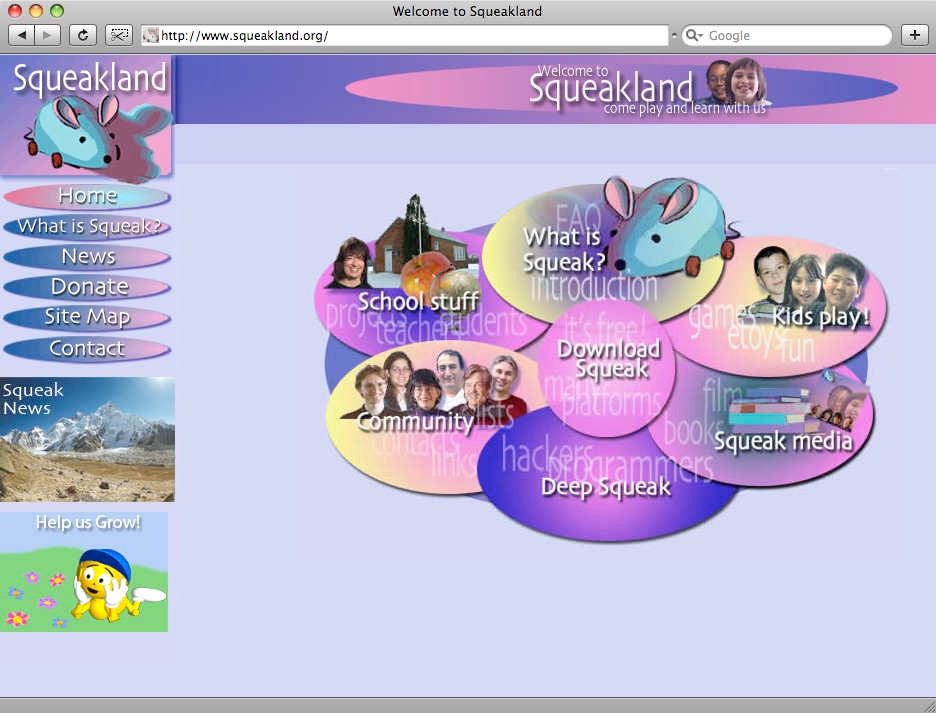 Welcome to Squeakland
http://www.squeakland.org/
Google
Squeakland
Welcome to
Squeakland
come play and learn with us
Home
What is Squeak?
News
Donate
Site Map
Contact
Squeak
News
Help us Grow!
FAQ
What is
Squeak?
introduction
School stuff
projects
teachers
students
Kids play!
games
etoys
fun
it's free!
Download
Squeak
many
platforms
Community
lists
contacts
links
film
books
Squeak media
hackers
programmers
Deep Squeak